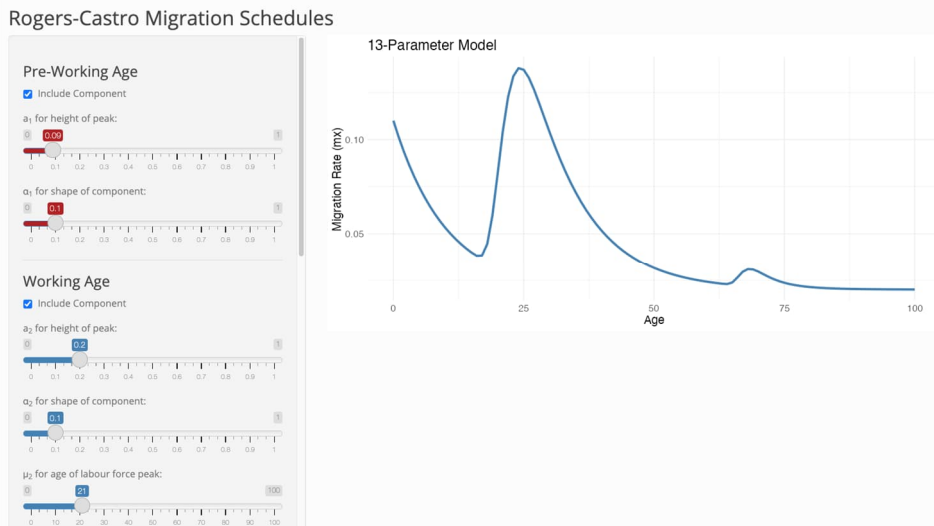 Rogers-Castro Migration Schedules
Pre-Working Age
Include Component
a₁ for height of peak:
0 0.09 1
0 0.1 0.2 0.3 0.4 0.5 0.6 0.7 0.8 0.9 1
α₁ for shape of component:
0 0.1 1
0 0.1 0.2 0.3 0.4 0.5 0.6 0.7 0.8 0.9 1
Working Age
Include Component
a₂ for height of peak:
0 0.2 1
0 0.1 0.2 0.3 0.4 0.5 0.6 0.7 0.8 0.9 1
α₂ for shape of component:
0 0.1 1
0 0.1 0.2 0.3 0.4 0.5 0.6 0.7 0.8 0.9 1
μ₂ for age of labour force peak:
0 21 100
0 10 20 30 40 50 60 70 80 90 100
13-Parameter Model
Migration Rate (mx)
0.10
0.05
0 25 50 75 100
Age